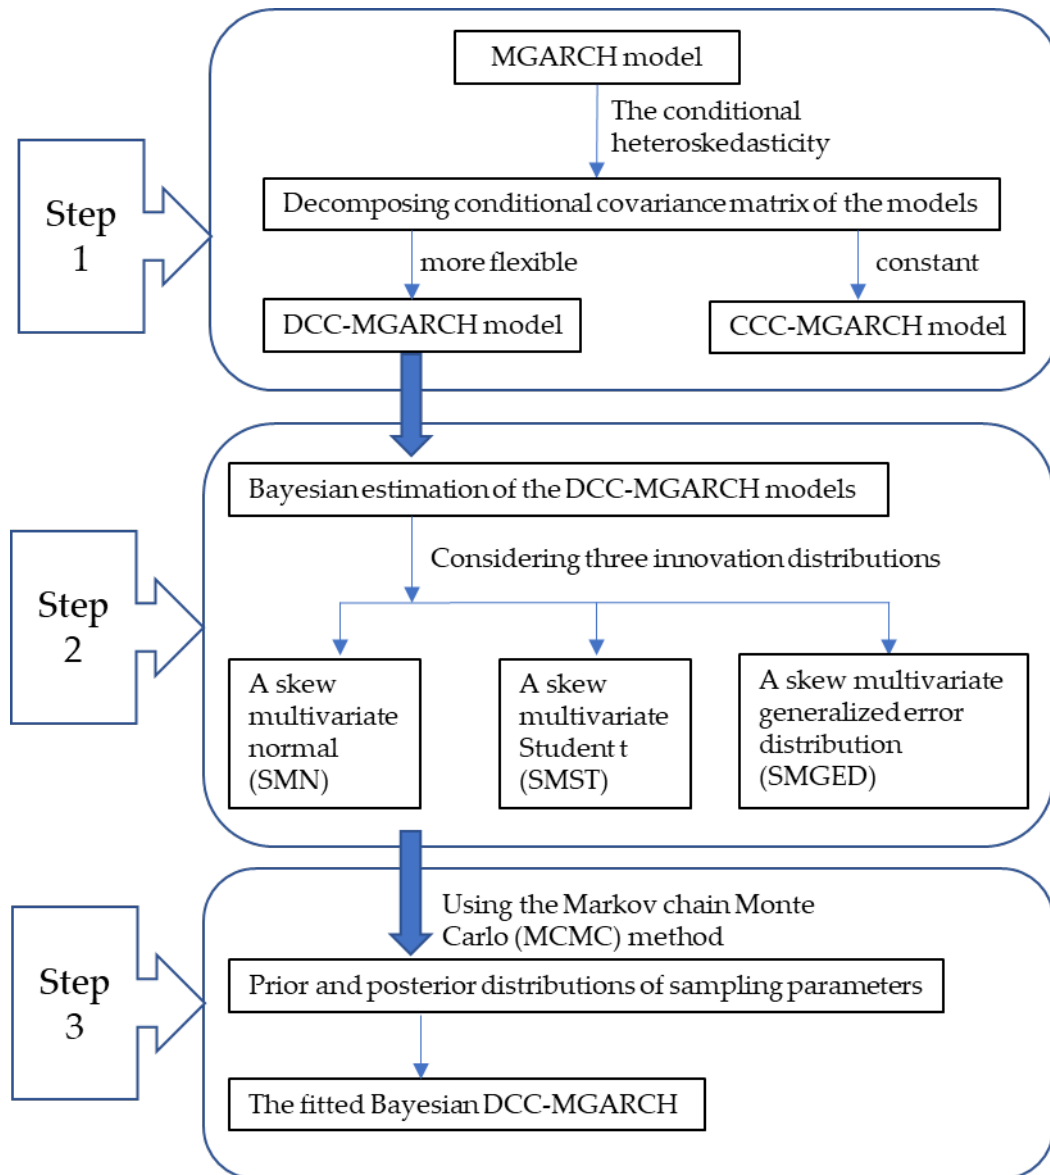 MGARCH model
The conditional
heteroskedasticity
Step
1
Decomposing conditional covariance matrix of the models
more flexible
constant
DCC-MGARCH model
CCC-MGARCH model
Bayesian estimation of the DCC-MGARCH models
Considering three innovation distributions
Step
2
A skew
multivariate
normal
(SMN)
A skew
multivariate
Student t
(SMST)
A skew multivariate
generalized error
distribution
(SMGED)
Using the Markov chain Monte
Carlo (MCMC) method
Step
3
Prior and posterior distributions of sampling parameters
The fitted Bayesian DCC-MGARCH